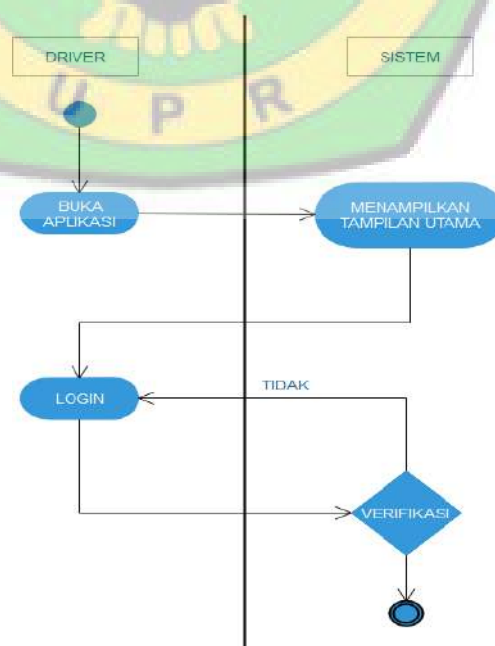 DRIVER
SISTEM
U P R
BUKA
APLIKASI
MENAMPILKAN
TAMPILAN UTAMA
LOGIN
TIDAK
VERIFIKASI